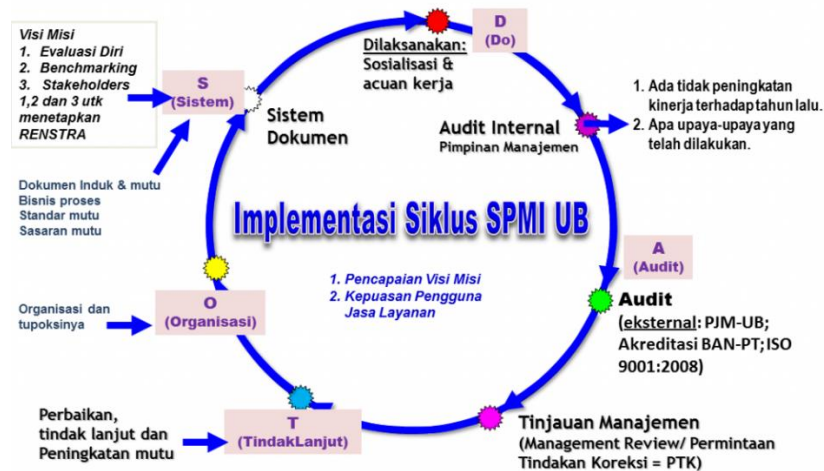 Visi Misi
1. Evaluasi Diri
2. Benchmarking
3. Stakeholders
1,2 dan 3 utk
menetapkan
RENSTRA
S
(Sistem)
Sistem
Dokumen
Dokumen Induk & mutu
Bisnis proses
Standar mutu
Sasaran mutu
D
(Do)
Dilaksanakan:
Sosialisasi &
acuan kerja
Audit Internal
Pimpinan Manajemen
1. Ada tidak peningkatan
kinerja terhadap tahun lalu.
2. Apa upaya-upaya yang
telah dilakukan.
Implementasi Siklus SPMI UB
1. Pencapaian Visi Misi
2. Kepuasan Pengguna
Jasa Layanan
A
(Audit)
Audit
(eksternal: PJM-UB;
Akreditasi BAN-PT; ISO
9001:2008)
Organisasi dan
tupoksinya
O
(Organisasi)
Perbaikan,
tindak lanjut dan
Peningkatan mutu
T
(TindakLanjut)
Tinjauan Manajemen
(Management Review/ Permintaan
Tindakan Koreksi = PTK)